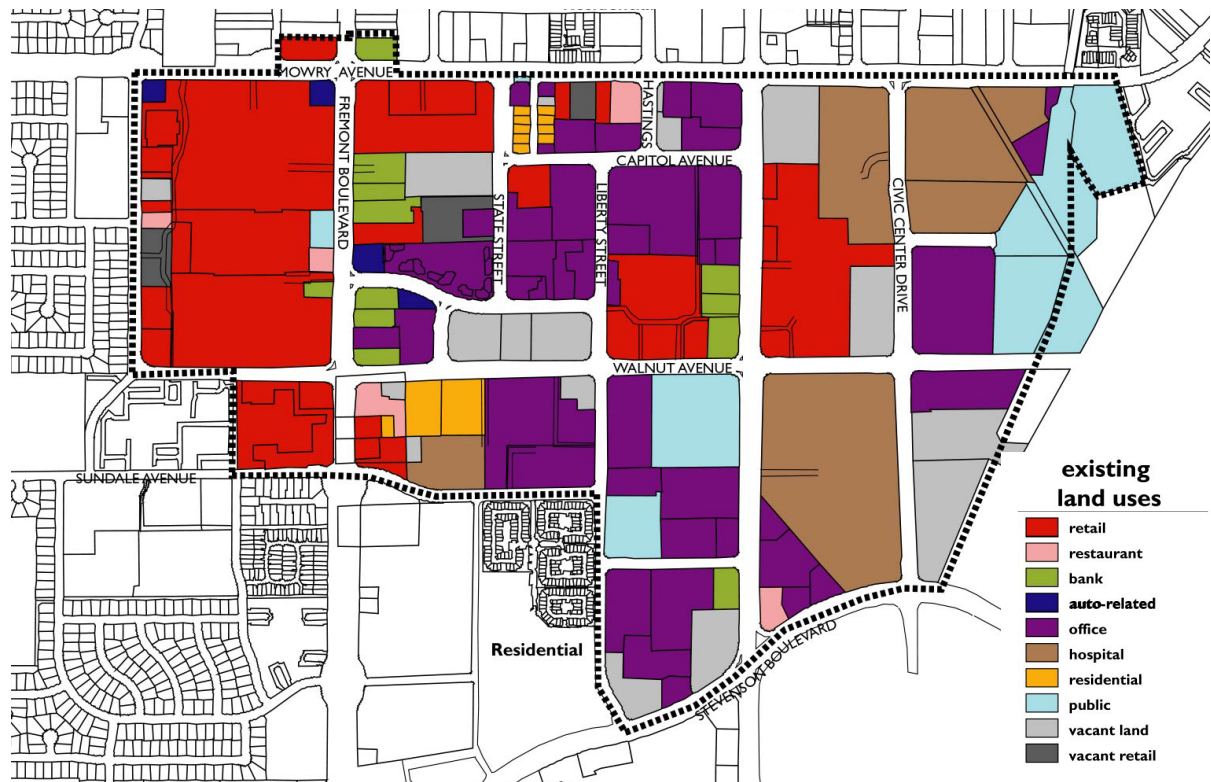 MOWRY AVENUE
FREMONT BOULEVARD
HASTINGS
CAPITOL AVENUE
STATE STREET
LIBERTY STREET
CIVIC CENTER DRIVE
WALNUT AVENUE
SUNDALE AVENUE
STEVENSON BOULEVARD
Residential
existing
land uses
retail
restaurant
bank
auto-related
office
hospital
residential
public
vacant land
vacant retail